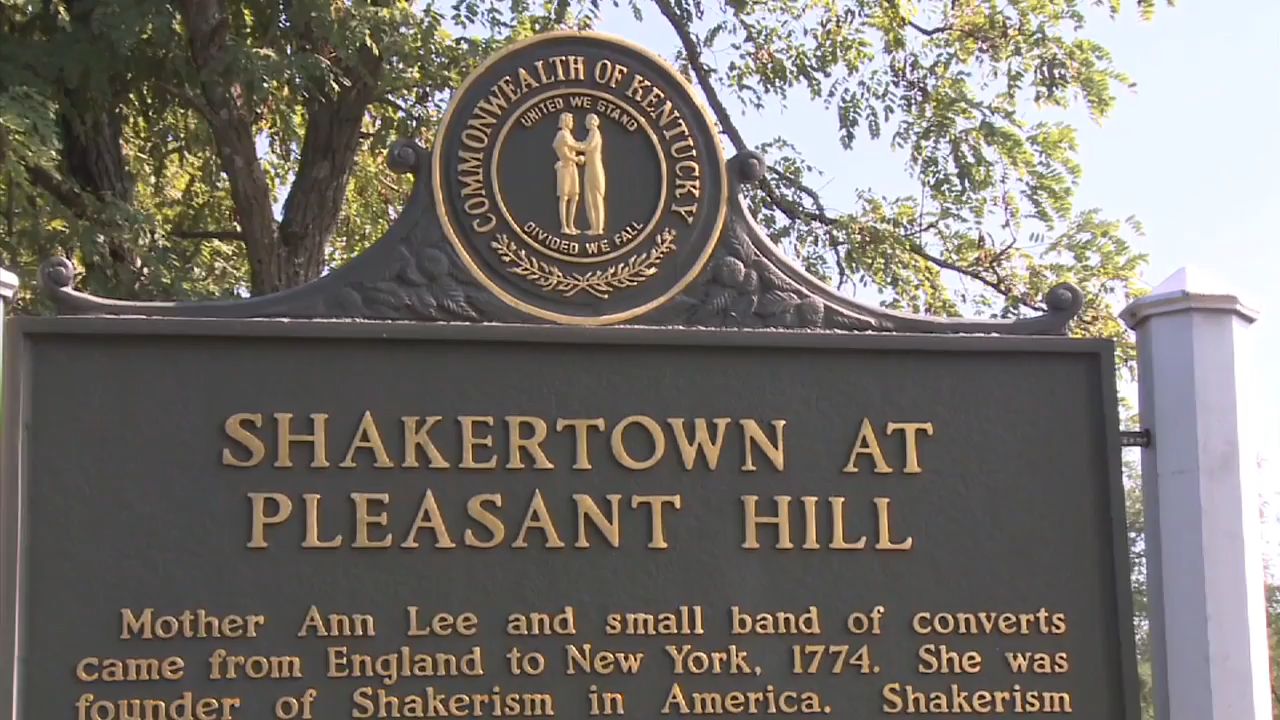 COMMONWEALTH OF KENTUCKY
UNITED WE STAND
DIVIDED WE FALL
SHAKERTOWN AT
PLEASANT HILL
Mother Ann Lee and small band of converts
came from England to New York, 1774. She was
founder of Shakerism in America. Shakerism